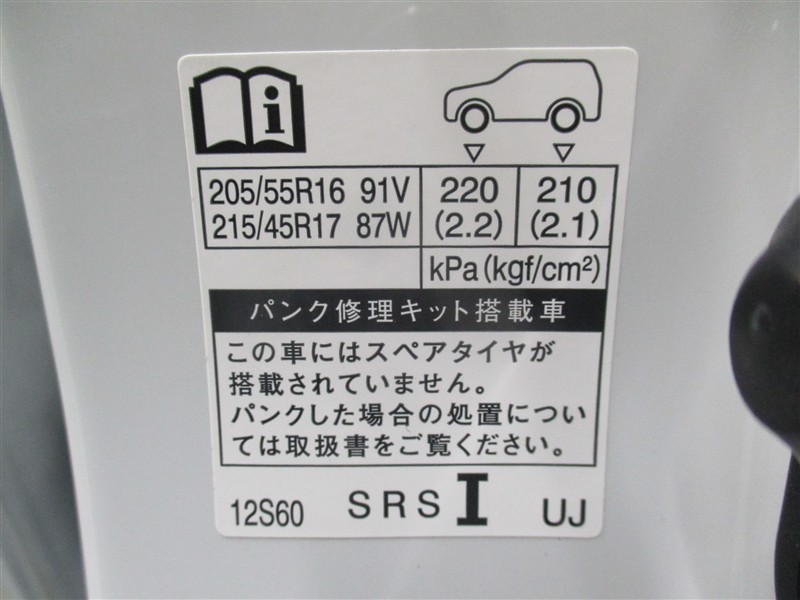 205/55R16 91V 220 210
215/45R17 87W (2.2) (2.1)
kPa(kgf/cm²)
パンク修理キット搭載車
この車にはスペアタイヤが
搭載されていません。
パンクした場合の処置につい
ては取扱書をご覧ください。
12S60 SRS I UJ